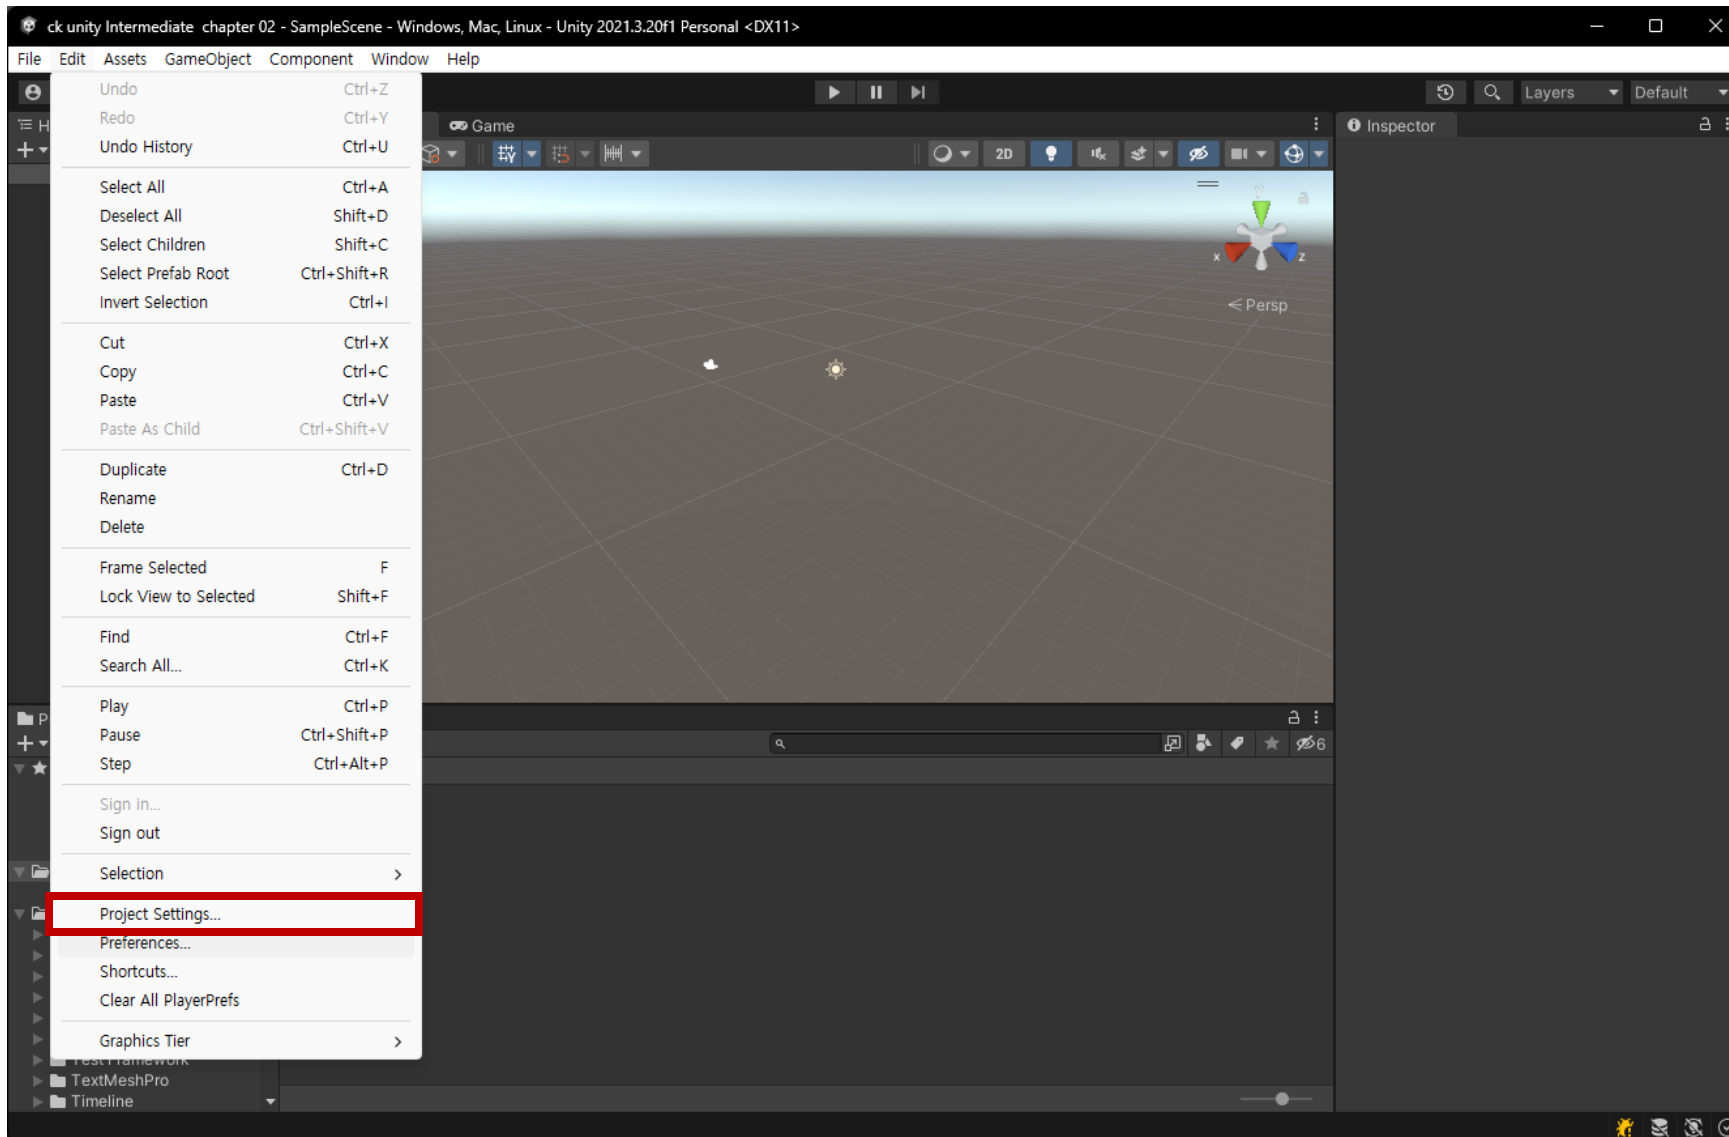 ck unity Intermediate  chapter 02 - SampleScene - Windows, Mac, Linux - Unity 2021.3.20f1 Personal <DX11>
File Edit Assets GameObject Component Window Help
Layers Default
Undo Ctrl+Z
Redo Ctrl+Y
Undo History Ctrl+U
Select All Ctrl+A
Deselect All Shift+D
Select Children Shift+C
Select Prefab Root Ctrl+Shift+R
Invert Selection Ctrl+I
Cut Ctrl+X
Copy Ctrl+C
Paste Ctrl+V
Paste As Child Ctrl+Shift+V
Duplicate Ctrl+D
Rename
Delete
Frame Selected F
Lock View to Selected Shift+F
Find Ctrl+F
Search All... Ctrl+K
Play Ctrl+P
Pause Ctrl+Shift+P
Step Ctrl+Alt+P
Sign in...
Sign out
Selection
Project Settings...
Preferences...
Shortcuts...
Clear All PlayerPrefs
Graphics Tier
H
Game
2D
y
x
z
Persp
Inspector
P
6
Test Framework
TextMeshPro
Timeline